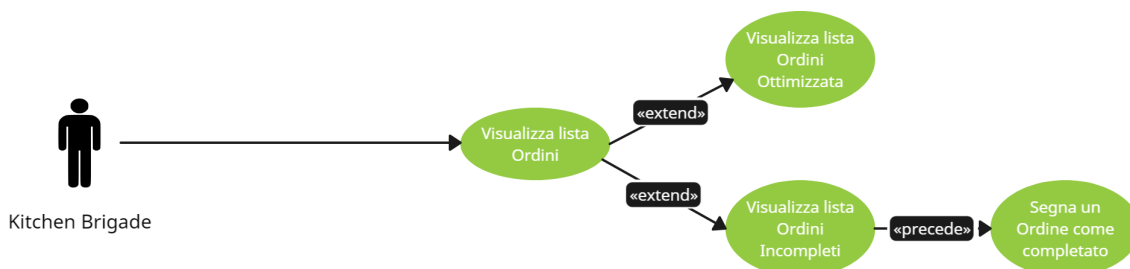 Visualizza lista
Ordini
Ottimizzata
«extend»
Visualizza lista
Ordini
«extend»
Kitchen Brigade
Visualizza lista
Ordini
Incompleti
«precede»
Segna un
Ordine come
completato